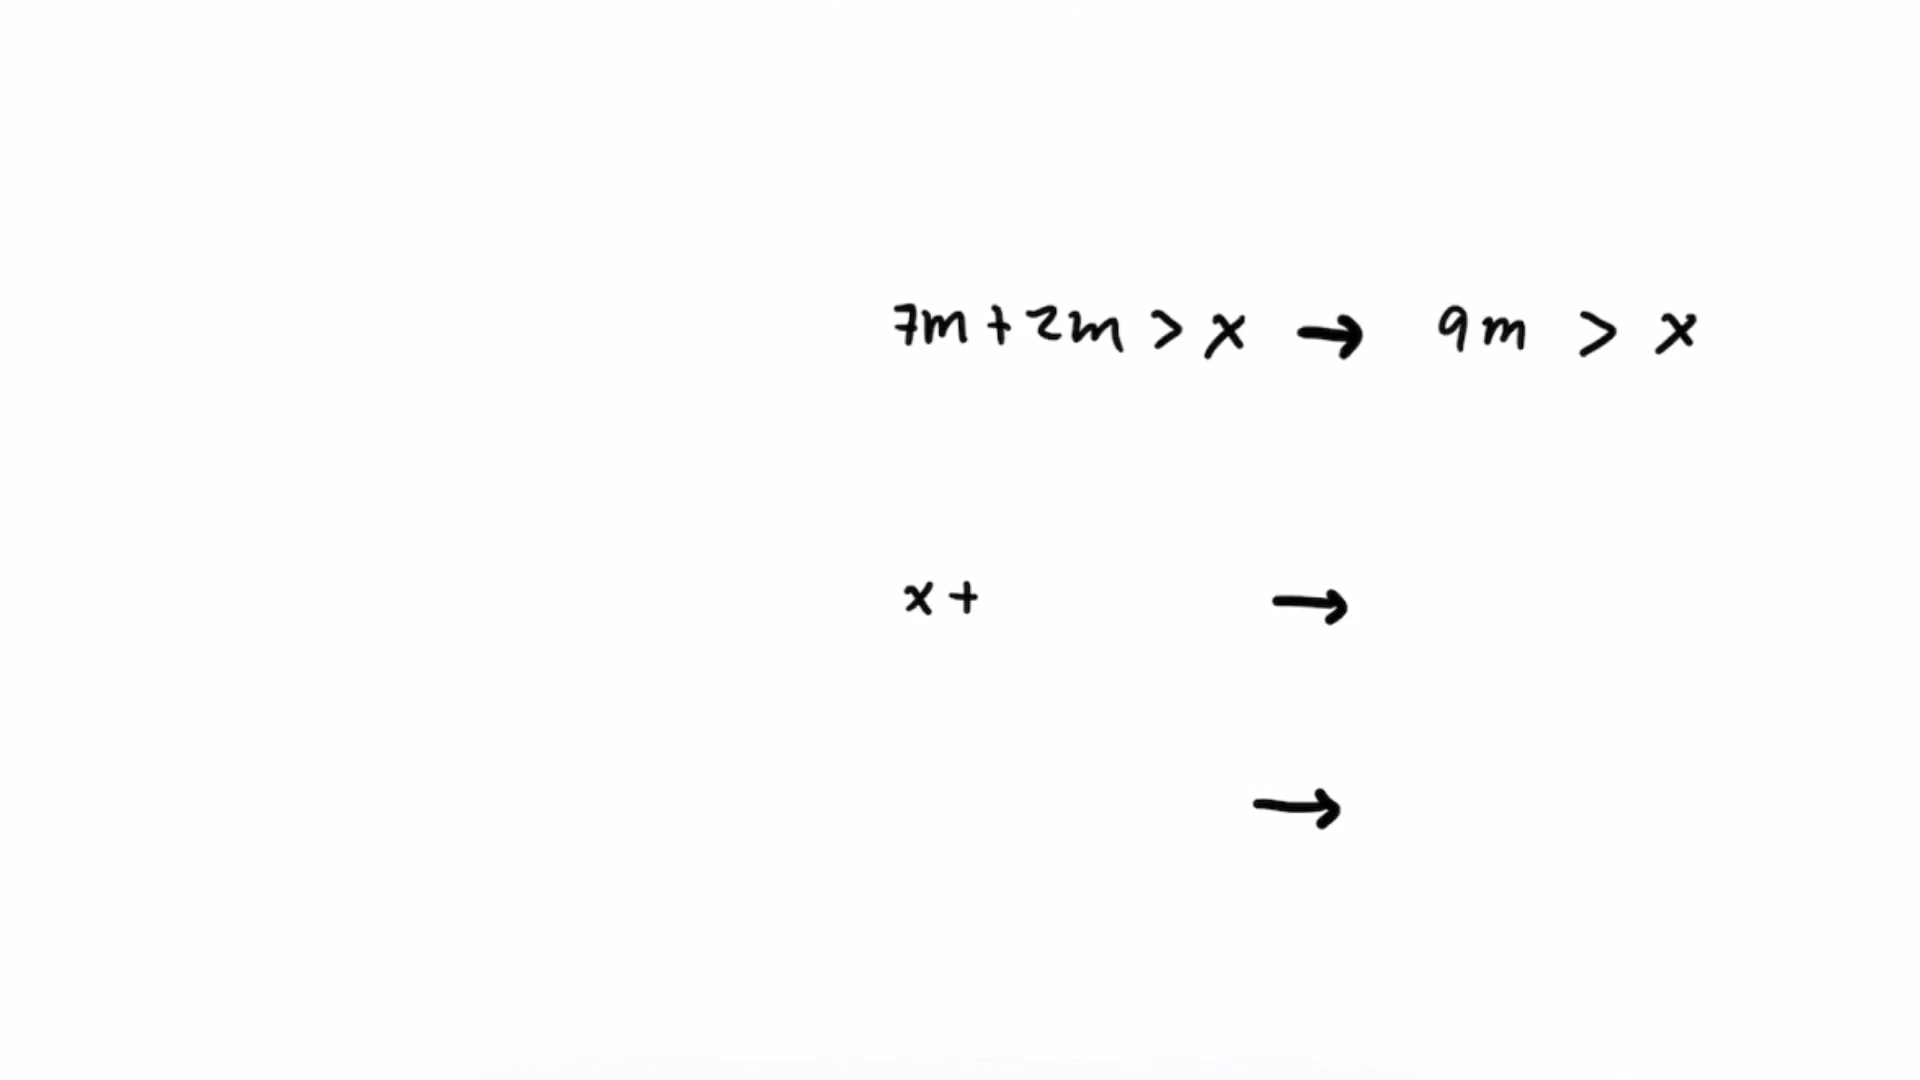 7m + 2m > x → 9m > x
x + →
→